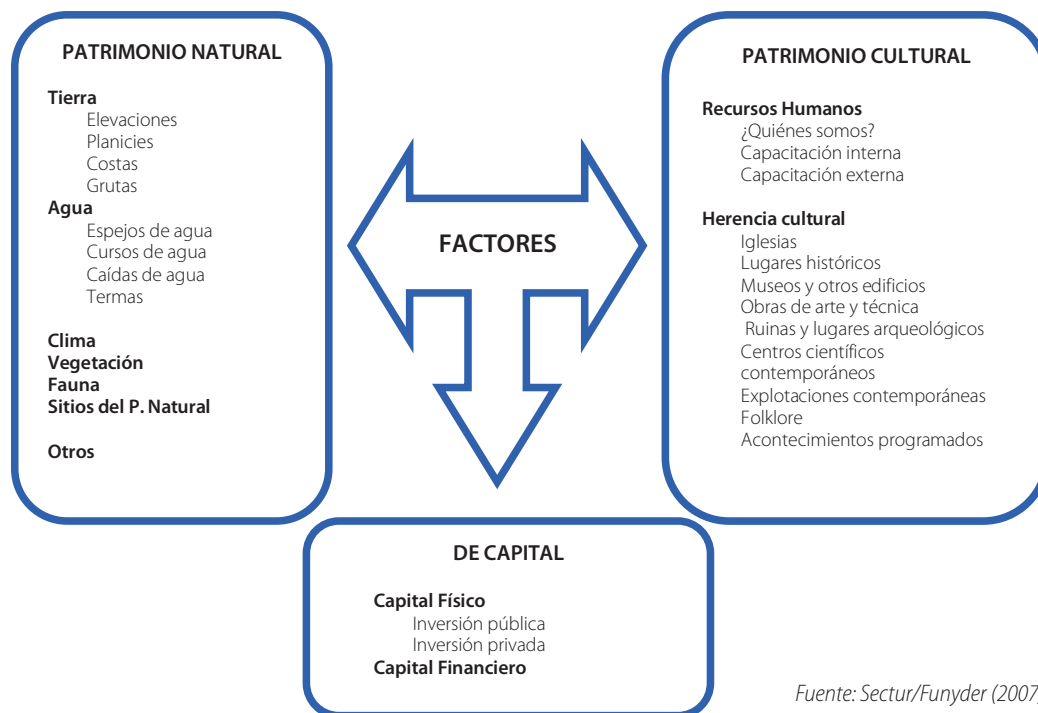 PATRIMONIO NATURAL
Tierra
Elevaciones
Planicies
Costas
Grutas
Agua
Espejos de agua
Cursos de agua
Caídas de agua
Termas
Clima
Vegetación
Fauna
Sitios del P. Natural
Otros
FACTORES
PATRIMONIO CULTURAL
Recursos Humanos
¿Quiénes somos?
Capacitación interna
Capacitación externa
Herencia cultural
Iglesias
Lugares históricos
Museos y otros edificios
Obras de arte y técnica
Ruinas y lugares arqueológicos
Centros científicos
contemporáneos
Explotaciones contemporáneas
Folklore
Acontecimientos programados
DE CAPITAL
Capital Físico
Inversión pública
Inversión privada
Capital Financiero
Fuente: Sectur/Funyder (2007)